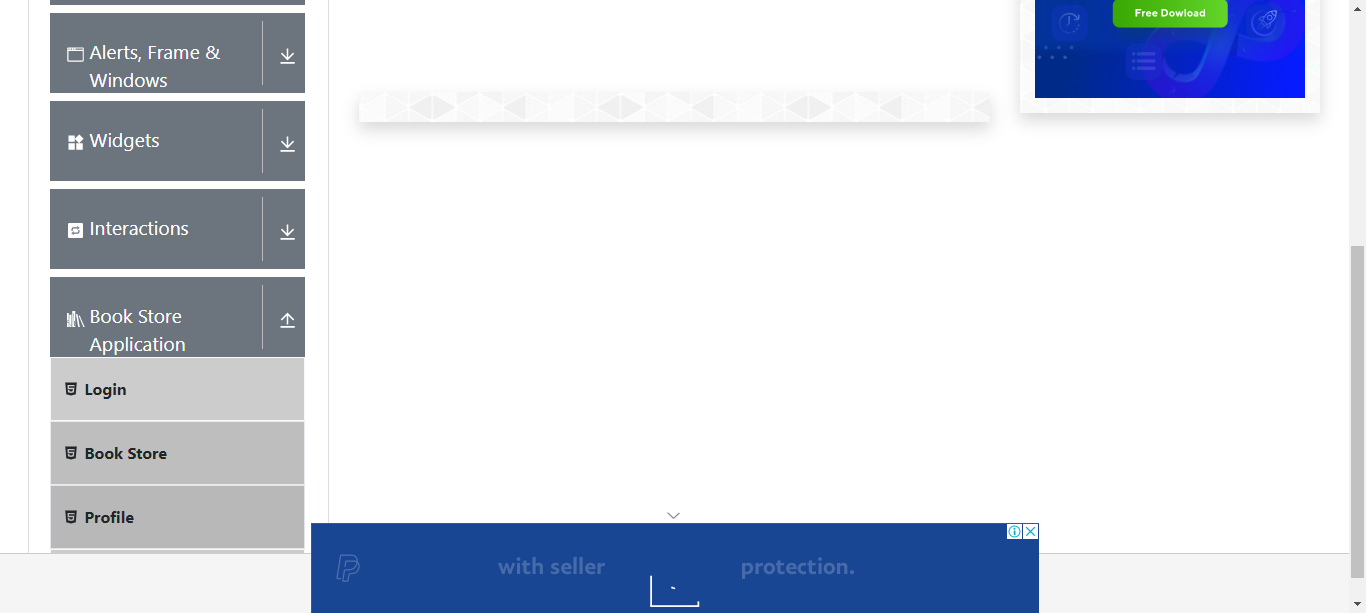 Free Dowload
Alerts, Frame &
Windows
Widgets
Interactions
Book Store
Application
Login
Book Store
Profile
with seller protection.